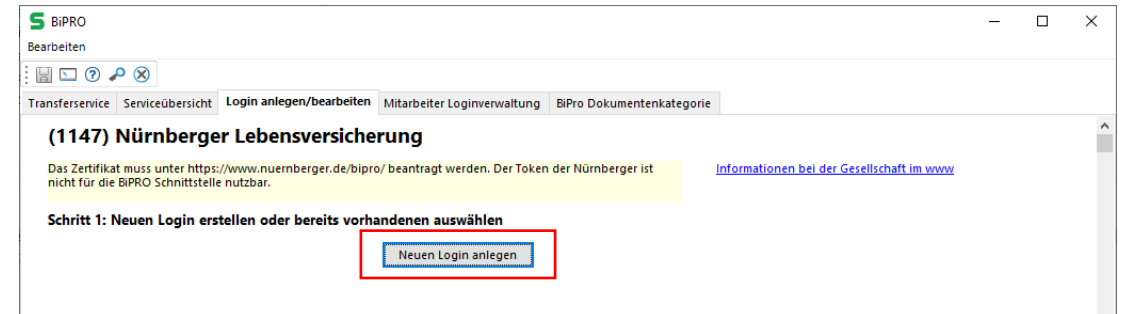 BiPRO
Bearbeiten
Transferservice Serviceübersicht Login anlegen/bearbeiten Mitarbeiter Loginverwaltung BiPro Dokumentenkategorie
(1147) Nürnberger Lebensversicherung
Das Zertifikat muss unter https://www.nuernberger.de/bipro/ beantragt werden. Der Token der Nürnberger ist
nicht für die BiPRO Schnittstelle nutzbar.
Informationen bei der Gesellschaft im www
Schritt 1: Neuen Login erstellen oder bereits vorhandenen auswählen
Neuen Login anlegen